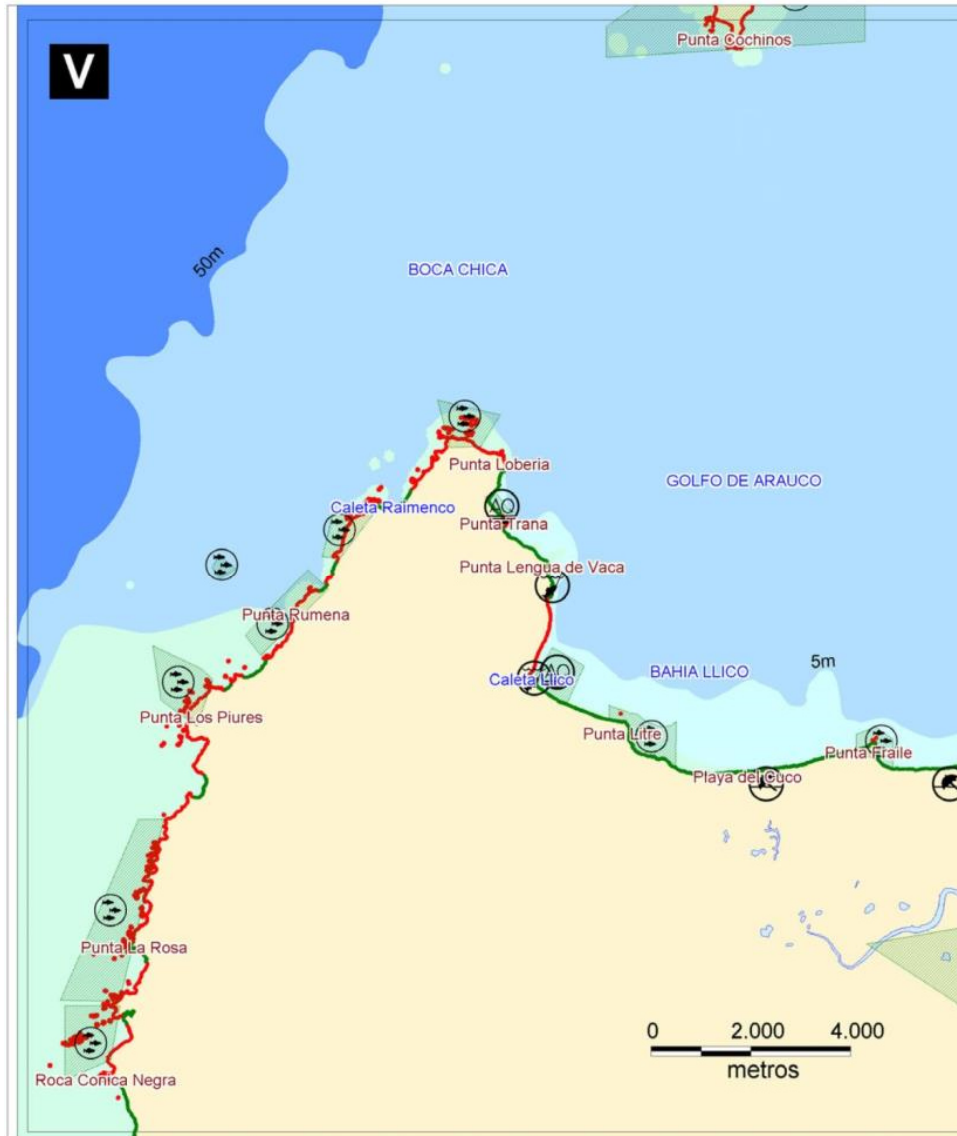 V
Punta Cochinos
50m
BOCA CHICA
Punta Loberia
GOLFO DE ARAUCO
Caleta Raimenco
AQ
Punta Trana
Punta Lengua de Vaca
Punta Rumena
BAHIA LLICO
5m
AQ
Caleta Llico
Punta Los Piures
Punta Litre
Punta Fraile
Playa del Cuco
Punta La Rosa
0 2.000 4.000
metros
Roca Conica Negra